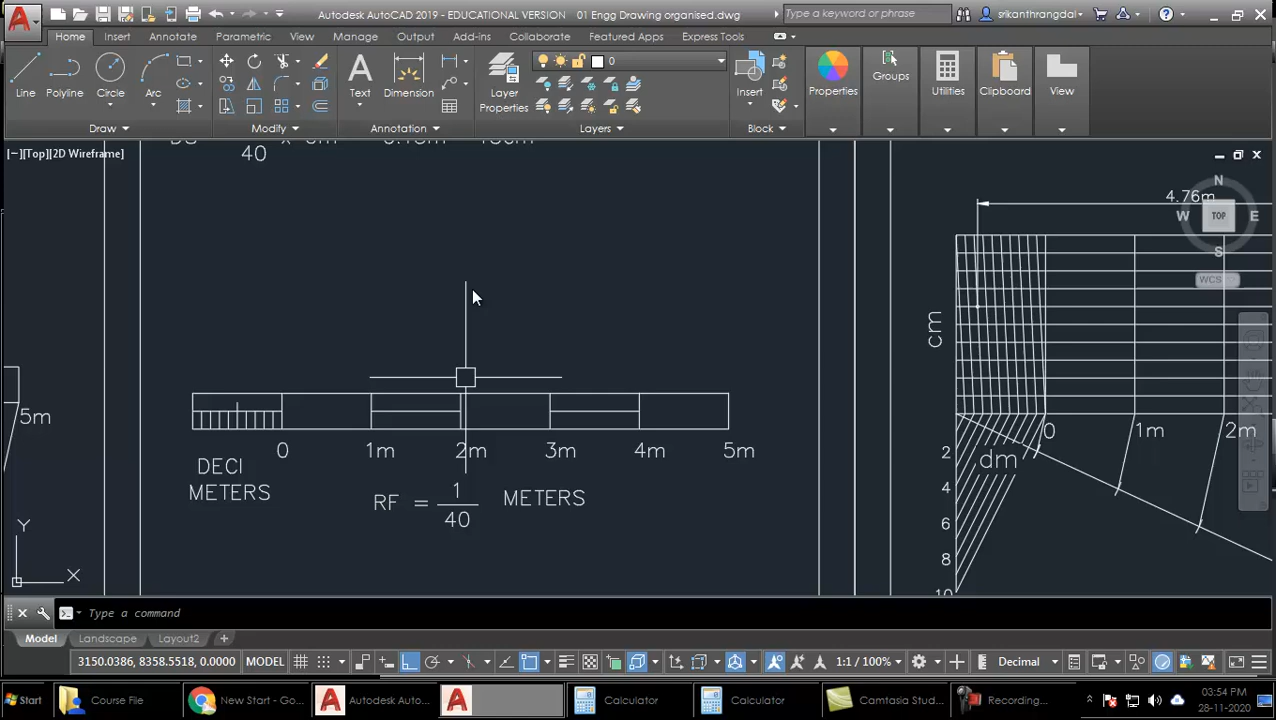 Autodesk AutoCAD 2019 - EDUCATIONAL VERSION 01 Engg Drawing organised.dwg
Type a keyword or phrase
srikanthrangdal
Home Insert Annotate Parametric View Manage Output Add-ins Collaborate Featured Apps Express Tools
Line Polyline Circle Arc
Text Dimension
Layer
Properties
0
Insert
Properties
Groups
Utilities
Clipboard
View
Draw
Modify
Annotation
Layers
Block
[−][Top][2D Wireframe]
40
N
W TOP E
S
WCS
4.76m
5m
0 1m 2m 3m 4m 5m
DECI
METERS
RF = 1
40
METERS
cm
0 1m 2m
dm
2
4
6
8
10
Y
X
Type a command
Model Landscape Layout2 +
3150.0386, 8358.5518, 0.0000 MODEL
1:1 / 100%
Decimal
Start Course File New Start - Go... Autodesk Auto... Calculator Calculator Camtasia Stud... Recording...
03:54 PM
28-11-2020